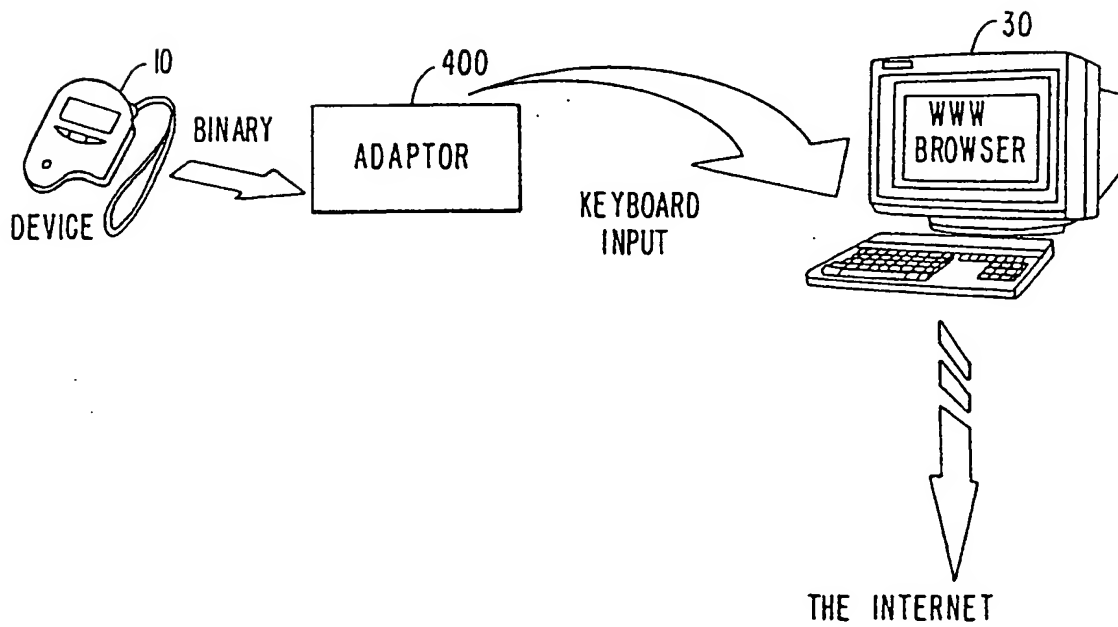 10
400
30
BINARY
ADAPTOR
WWW
BROWSER
DEVICE
KEYBOARD
INPUT
THE INTERNET